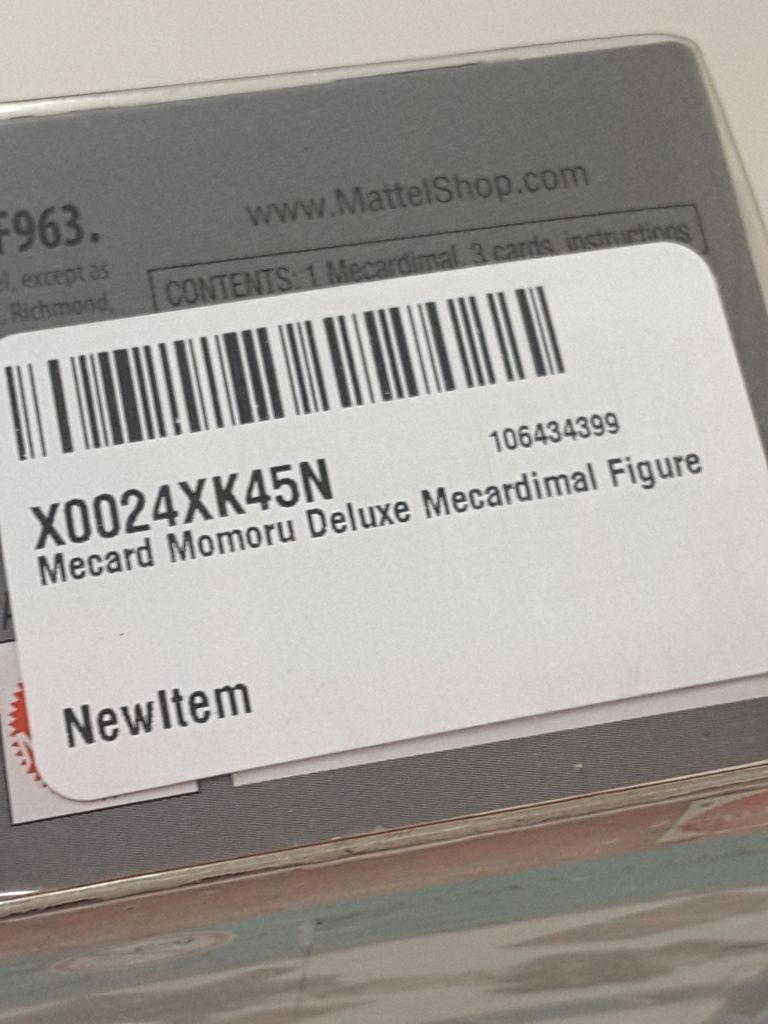 www.MattelShop.com
F963.
CONTENTS: 1 Mecardimal, 3 cards, instructions
el, except as
, Richmond,
106434399
X0024XK45N
Mecard Momoru Deluxe Mecardimal Figure
NewItem